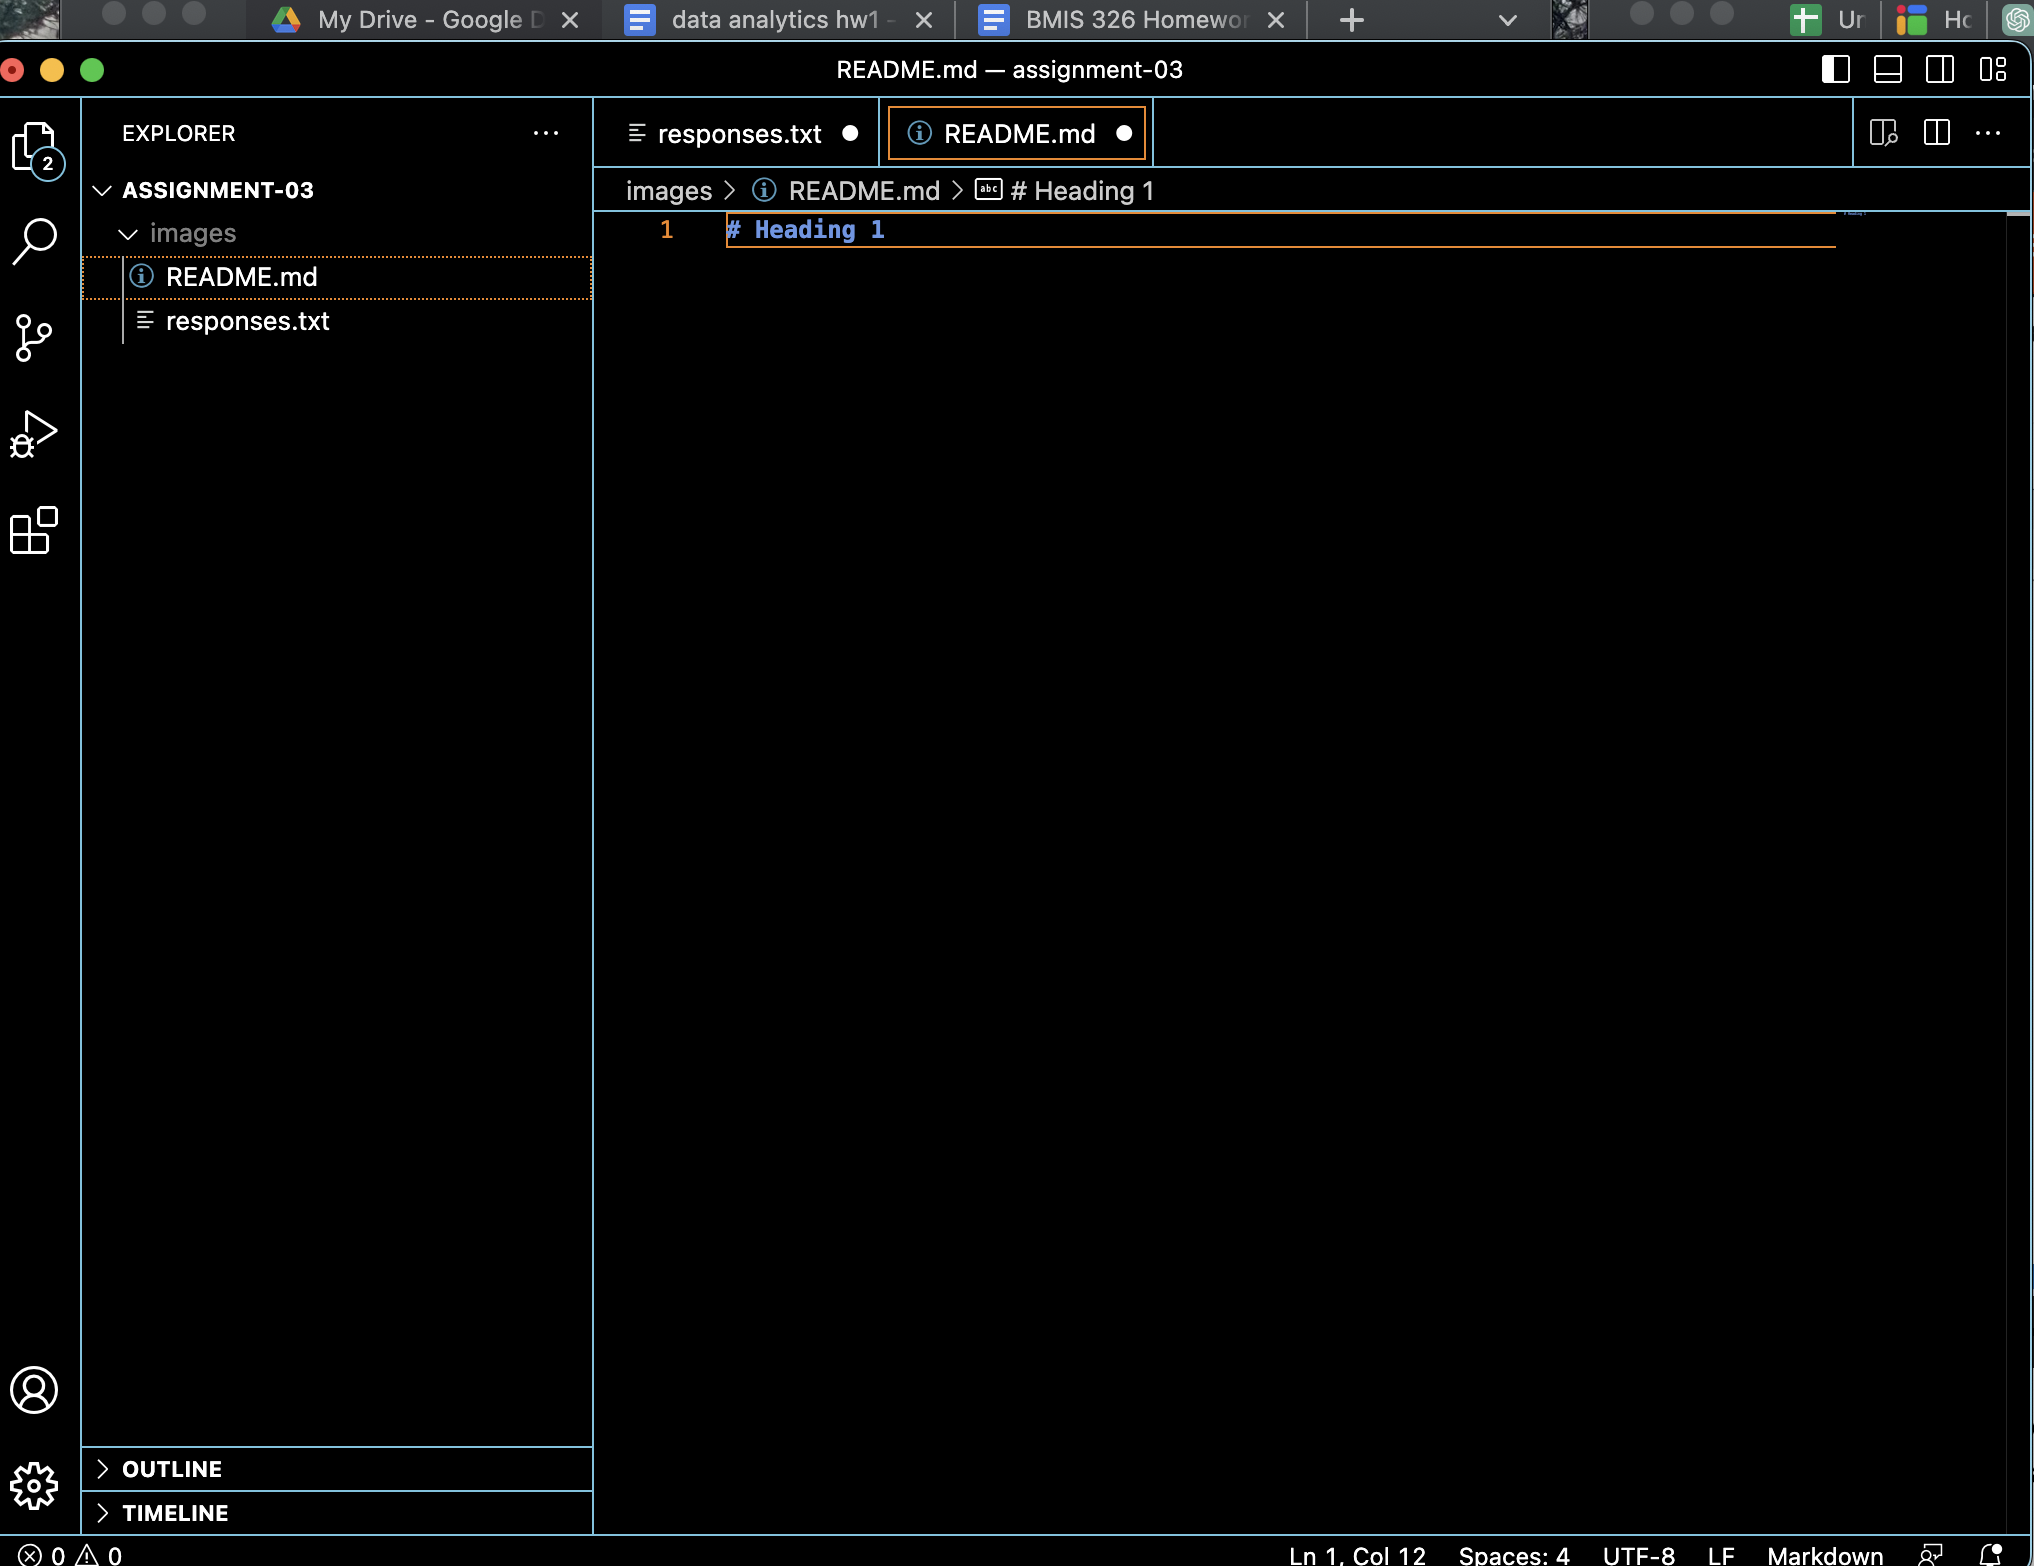 My Drive - Google D
data analytics hw1 -
BMIS 326 Homewor
Ur
Hc
README.md — assignment-03
EXPLORER
responses.txt
README.md
2
ASSIGNMENT-03
images > README.md > abc # Heading 1
images
1 # Heading 1
README.md
responses.txt
OUTLINE
TIMELINE
0 0
Ln 1, Col 12 Spaces: 4 UTF-8 LF Markdown